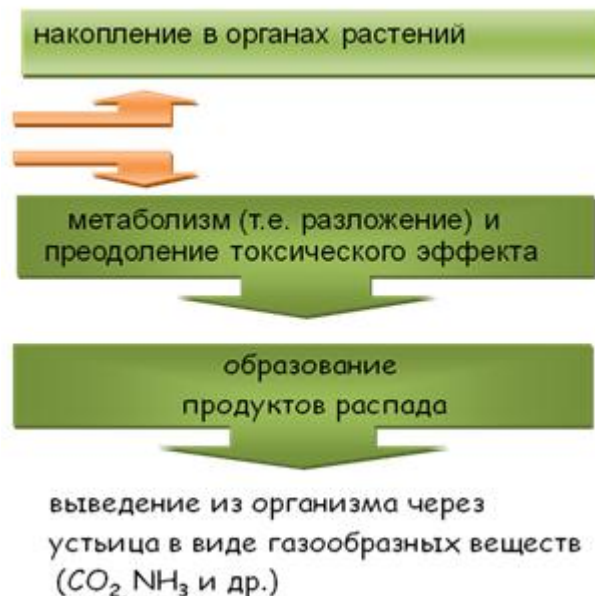 накопление в органах растений
метаболизм (т.е. разложение) и
преодоление токсического эффекта
образование
продуктов распада
выведение из организма через
устьица в виде газообразных веществ
(CO₂ NH₃ и др.)